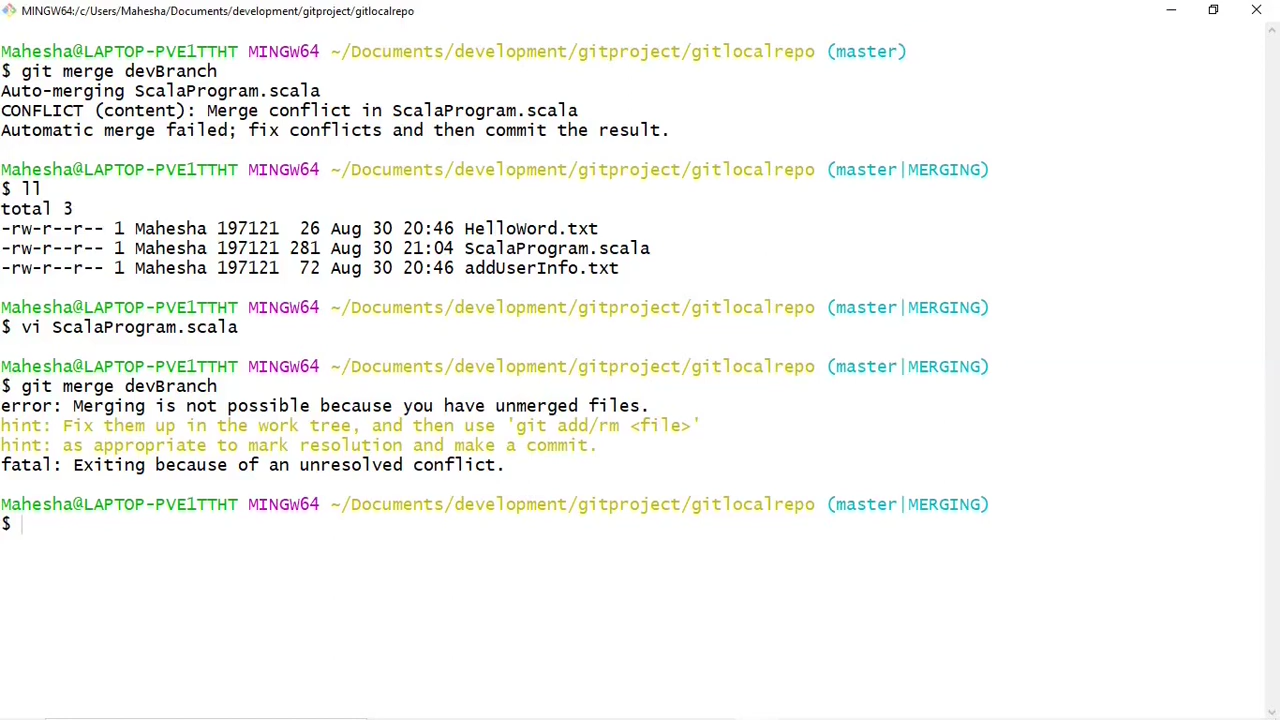 MINGW64:/c/Users/Mahesha/Documents/development/gitproject/gitlocalrepo
Mahesha@LAPTOP-PVE1TTHT MINGW64 ~/Documents/development/gitproject/gitlocalrepo (master)
$ git merge devBranch
Auto-merging ScalaProgram.scala
CONFLICT (content): Merge conflict in ScalaProgram.scala
Automatic merge failed; fix conflicts and then commit the result.
Mahesha@LAPTOP-PVE1TTHT MINGW64 ~/Documents/development/gitproject/gitlocalrepo (master|MERGING)
$ ll
total 3
-rw-r--r-- 1 Mahesha 197121  26 Aug 30 20:46 HelloWord.txt
-rw-r--r-- 1 Mahesha 197121 281 Aug 30 21:04 ScalaProgram.scala
-rw-r--r-- 1 Mahesha 197121  72 Aug 30 20:46 addUserInfo.txt
Mahesha@LAPTOP-PVE1TTHT MINGW64 ~/Documents/development/gitproject/gitlocalrepo (master|MERGING)
$ vi ScalaProgram.scala
Mahesha@LAPTOP-PVE1TTHT MINGW64 ~/Documents/development/gitproject/gitlocalrepo (master|MERGING)
$ git merge devBranch
error: Merging is not possible because you have unmerged files.
hint: Fix them up in the work tree, and then use 'git add/rm <file>'
hint: as appropriate to mark resolution and make a commit.
fatal: Exiting because of an unresolved conflict.
Mahesha@LAPTOP-PVE1TTHT MINGW64 ~/Documents/development/gitproject/gitlocalrepo (master|MERGING)
$